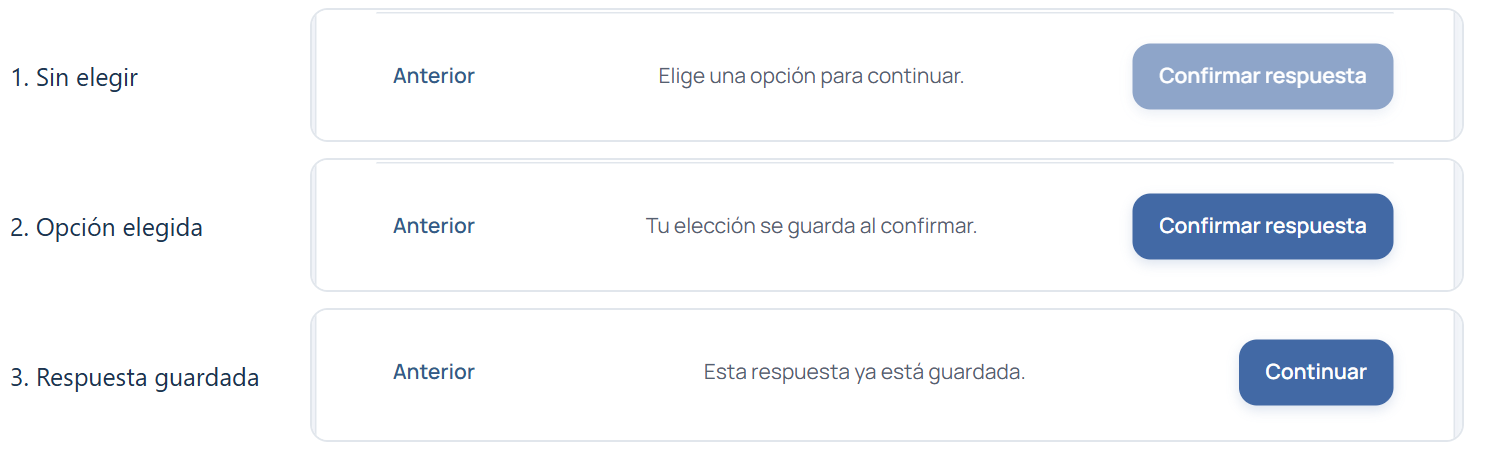 1. Sin elegir
Anterior
Elige una opción para continuar.
Confirmar respuesta
2. Opción elegida
Anterior
Tu elección se guarda al confirmar.
Confirmar respuesta
3. Respuesta guardada
Anterior
Esta respuesta ya está guardada.
Continuar